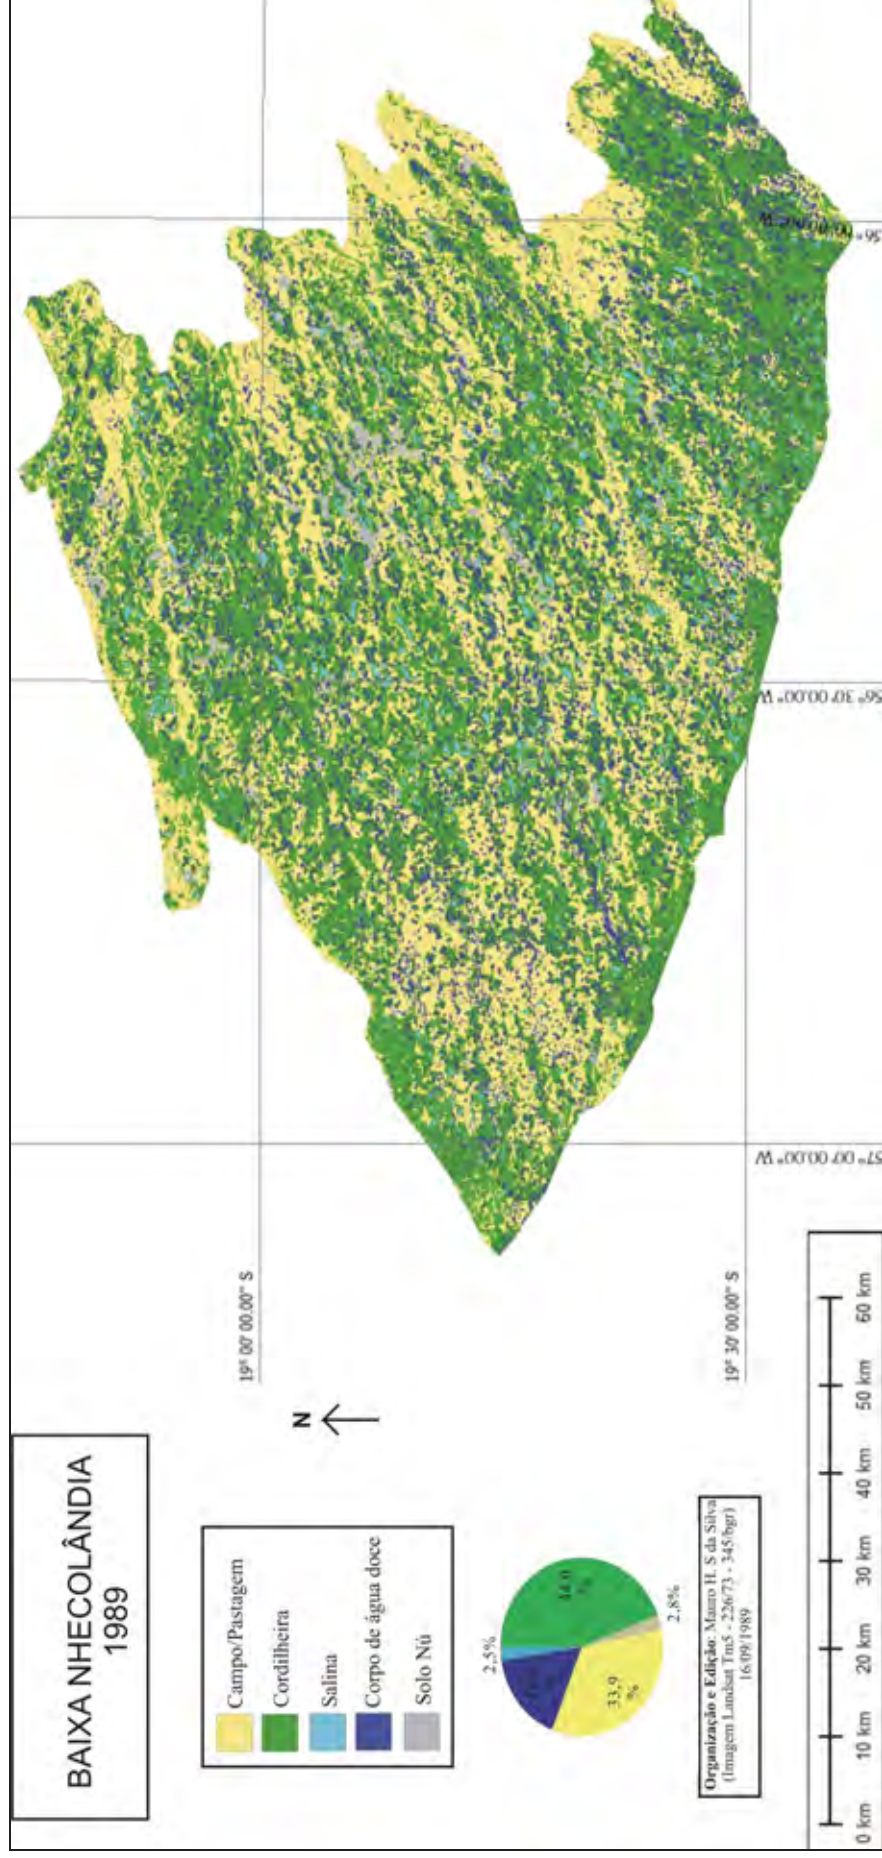 BAIXA NHECOLÂNDIA
1989
Campo/Pastagem
Cordilheira
Salina
Corpo de água doce
Solo Nú
N
2,5%
33,9
%
2,8%
Organização e Edição: Mauro H. S da Silva
(Imagem Landsat Tm5 - 226/73 - 345/bgr)
16/09/1989
0 km 10 km 20 km 30 km 40 km 50 km 60 km
19° 00' 00.00" S
19° 30' 00.00" S
57° 00' 00.00" W
56° 30' 00.00" W